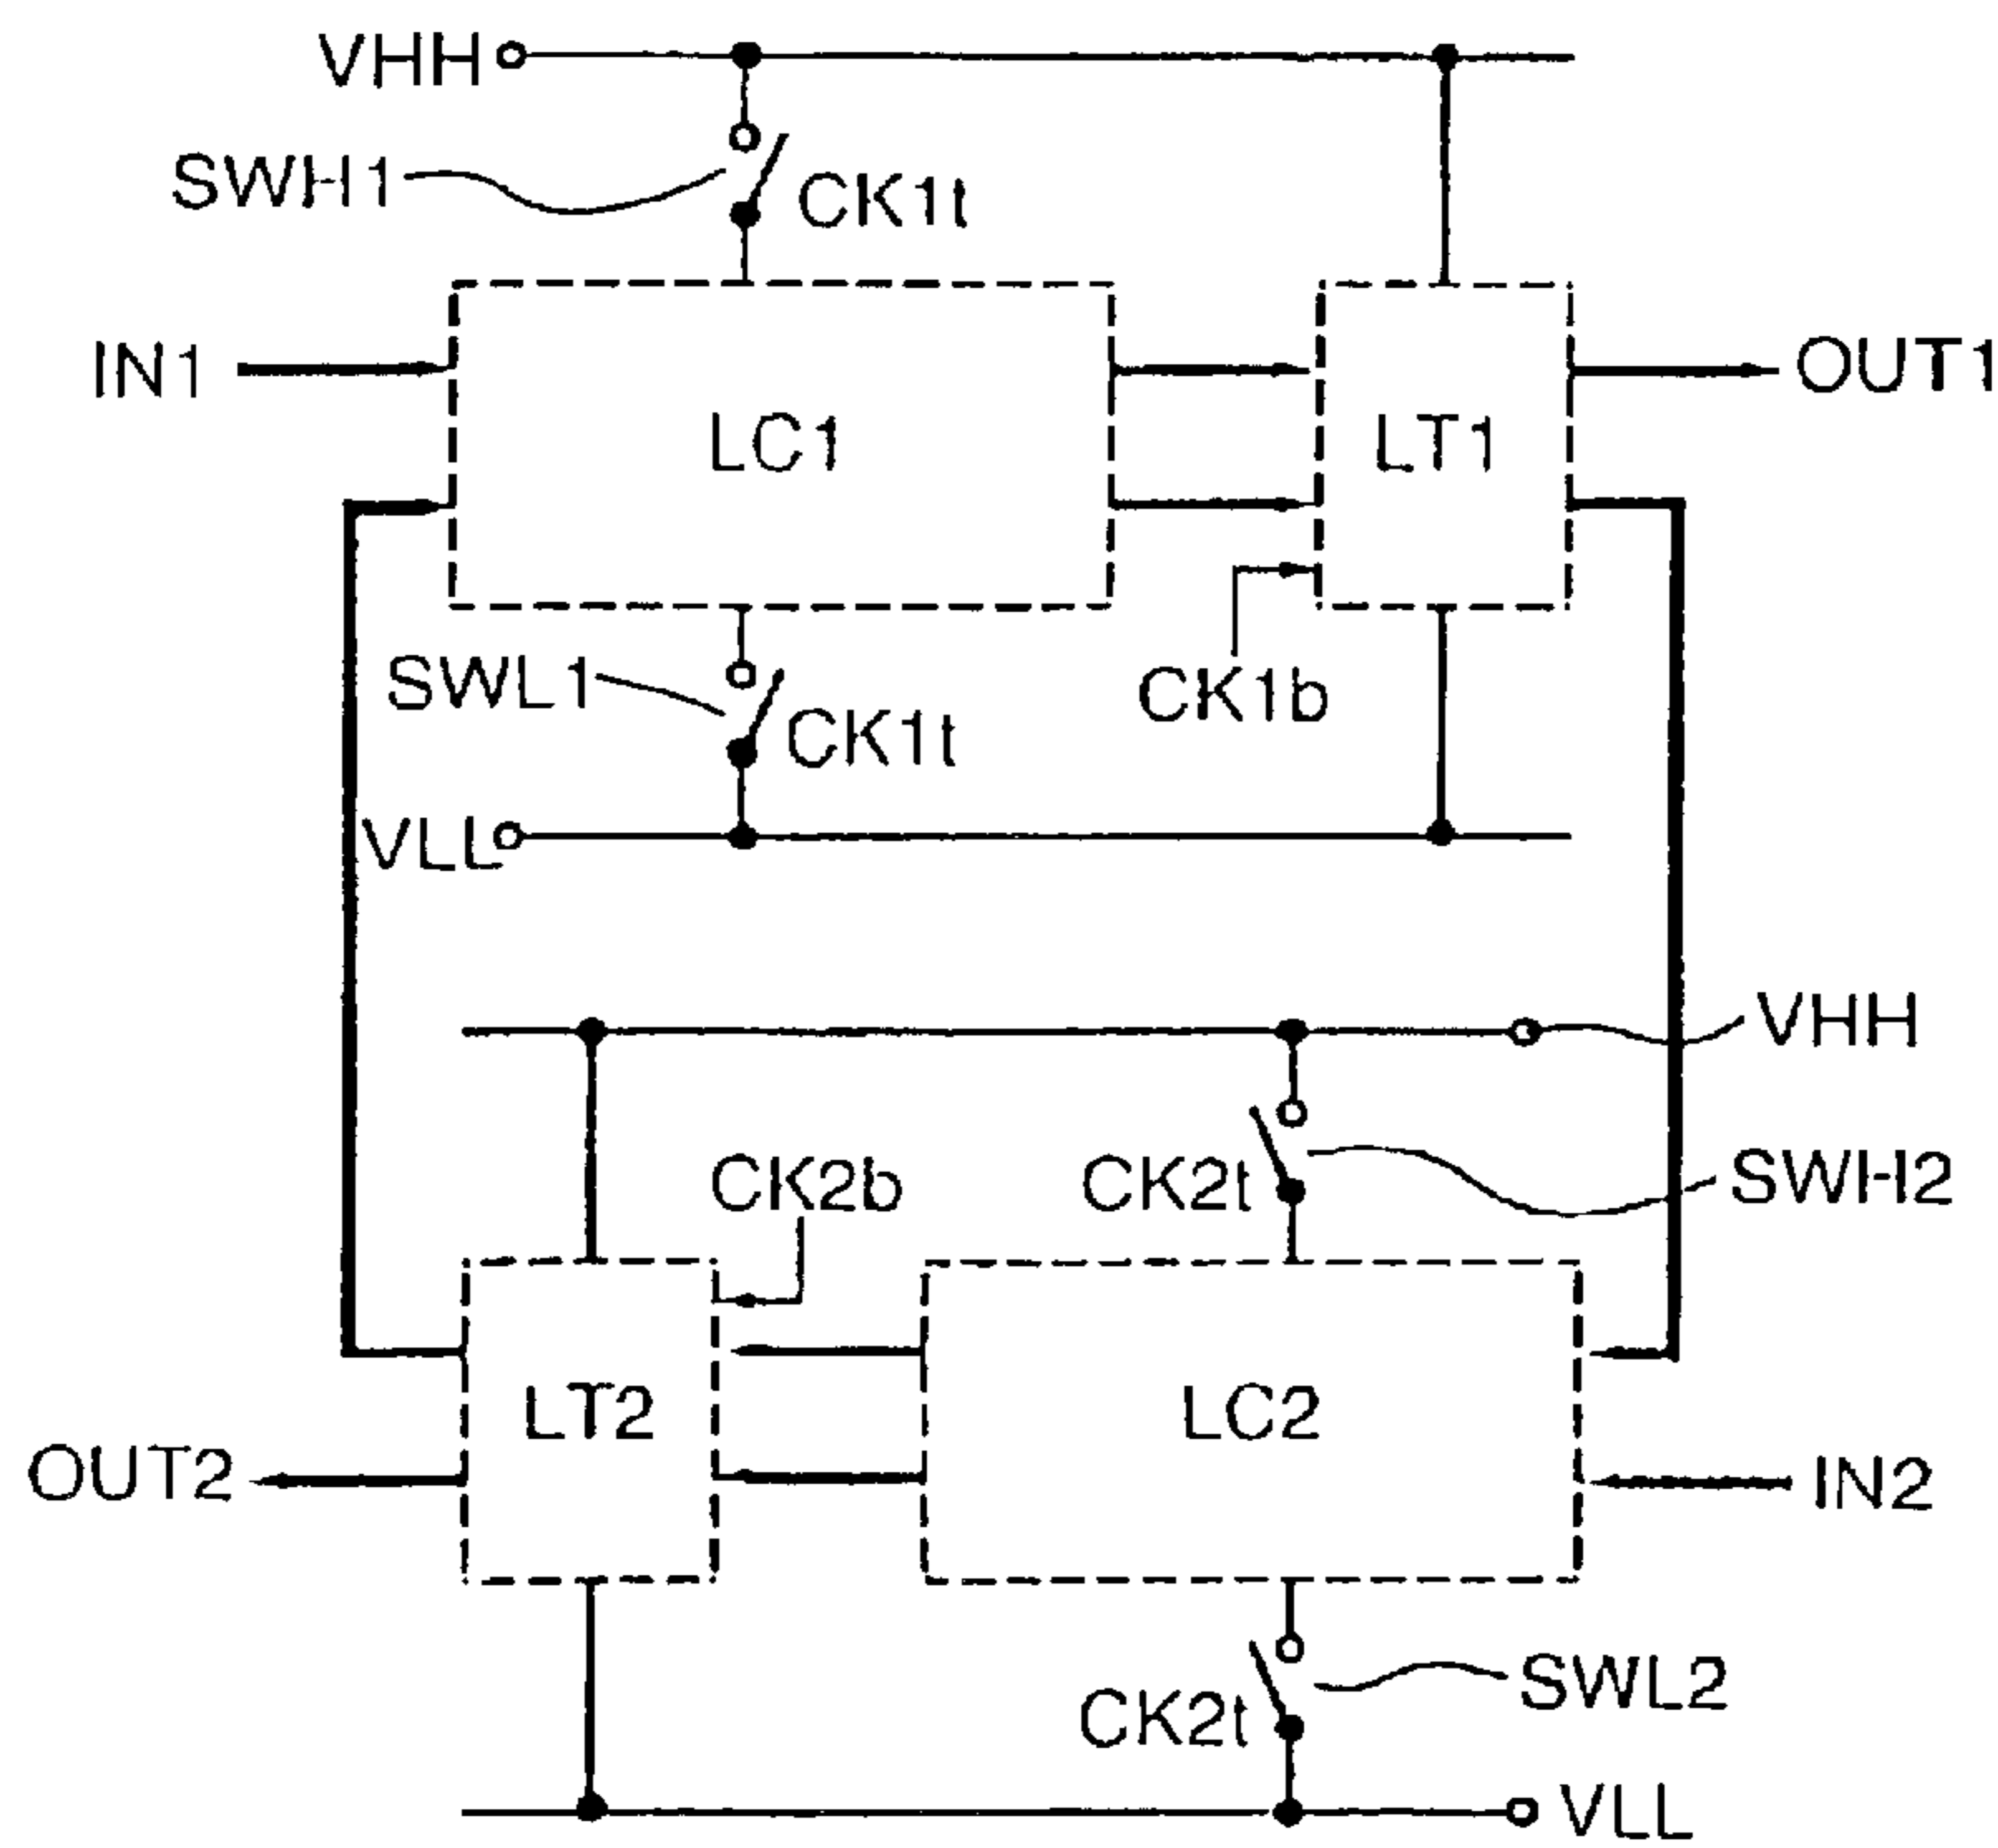 VHH
SWH1
CK1t
IN1
LC1
LT1
OUT1
SWL1
CK1t
CK1b
VLL
VHH
CK2b
CK2t
SWH2
LT2
LC2
OUT2
IN2
CK2t
SWL2
VLL